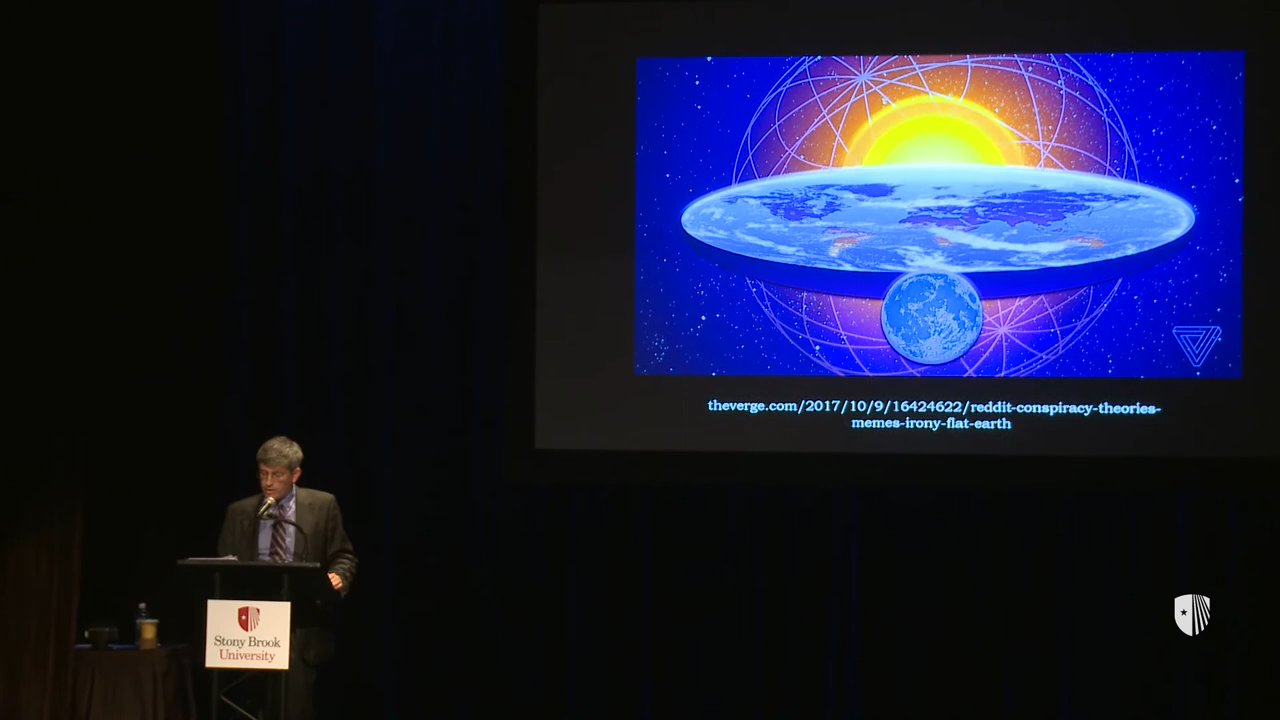 theverge.com/2017/10/9/16424622/reddit-conspiracy-theories-
memes-irony-flat-earth
Stony Brook
University